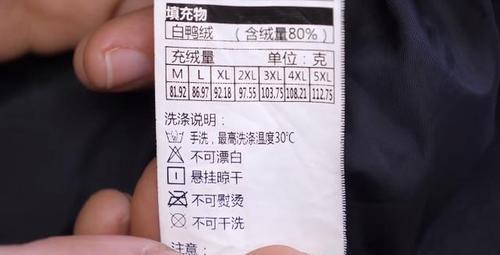 填充物
白鸭绒 （含绒量80%）
充绒量 单位：克
M L XL 2XL 3XL 4XL 5XL
81.92 86.97 92.18 97.55 103.75 108.21 112.75
洗涤说明：
手洗，最高洗涤温度30℃
不可漂白
悬挂晾干
不可熨烫
不可干洗
注意：